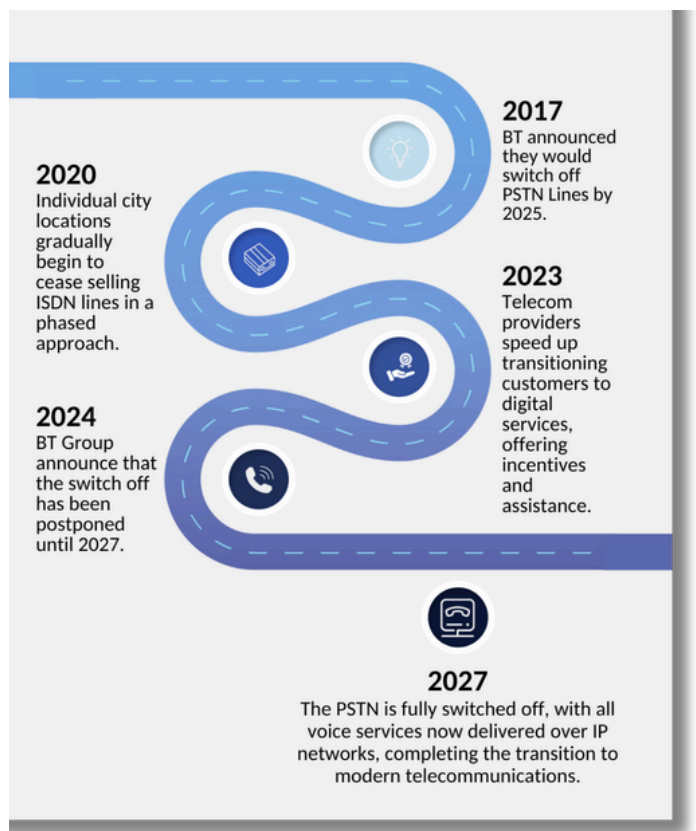 2017
BT announced
they would
switch off
PSTN Lines by
2025.
2020
Individual city
locations
gradually
begin to
cease selling
ISDN lines in a
phased
approach.
2023
Telecom
providers
speed up
transitioning
customers to
digital
services,
offering
incentives
and
assistance.
2024
BT Group
announce that
the switch off
has been
postponed
until 2027.
2027
The PSTN is fully switched off, with all
voice services now delivered over IP
networks, completing the transition to
modern telecommunications.